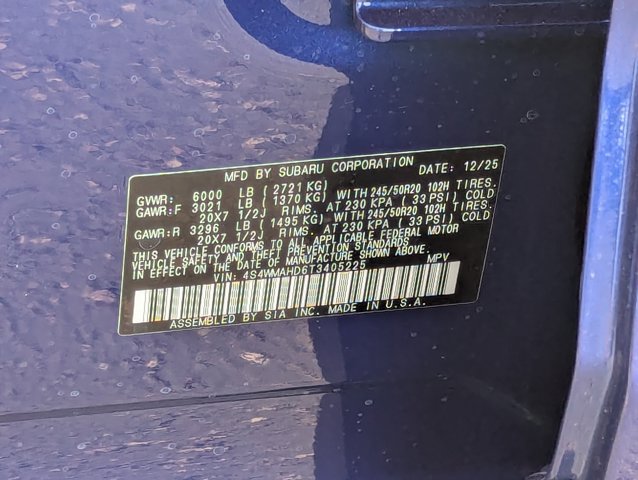 MFD BY SUBARU CORPORATION DATE: 12/25
GVWR: 6000 LB (2721 KG)
GAWR:F 3021 LB (1370 KG) WITH 245/50R20 102H TIRES.
20X7 1/2J RIMS. AT 230 KPA (33 PSI) COLD
GAWR:R 3296 LB (1495 KG) WITH 245/50R20 102H TIRES.
20X7 1/2J RIMS. AT 230 KPA (33 PSI) COLD
THIS VEHICLE CONFORMS TO ALL APPLICABLE FEDERAL MOTOR
VEHICLE SAFETY AND THEFT PREVENTION STANDARDS
IN EFFECT ON THE DATE OF MANUFACTURE SHOWN ABOVE.
VIN: 4S4WMAHD6T3405225 MPV
ASSEMBLED BY SIA INC. MADE IN U.S.A.